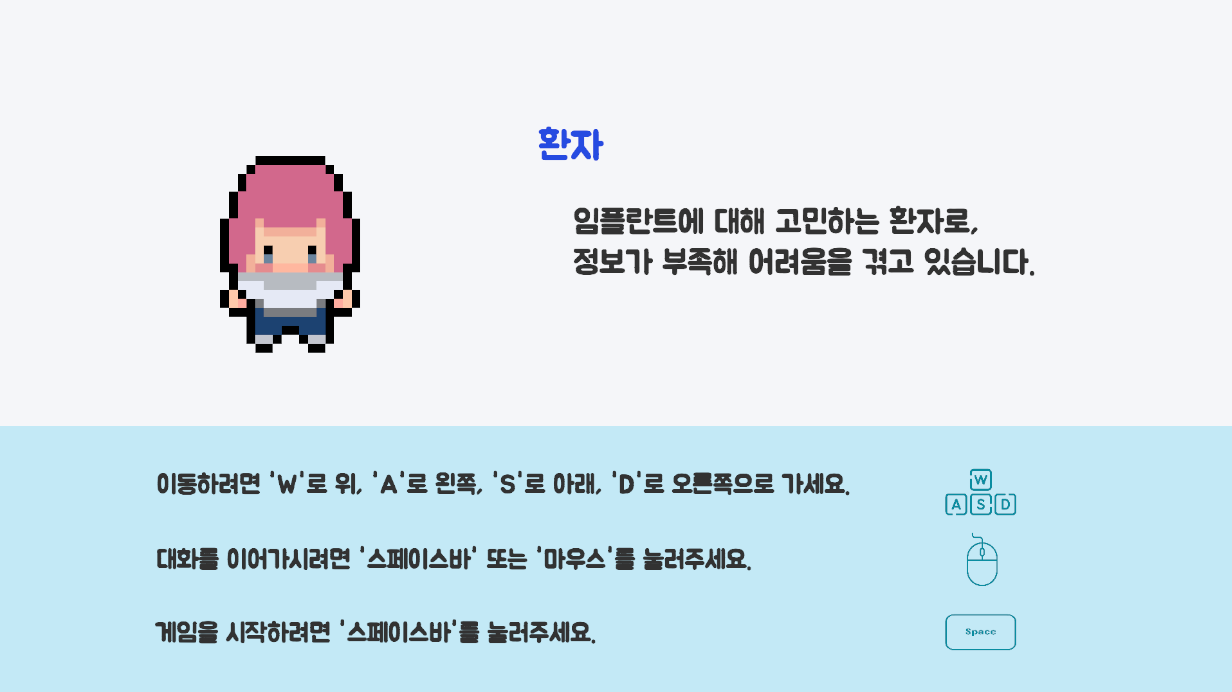 환자
임플란트에 대해 고민하는 환자로,
정보가 부족해 어려움을 겪고 있습니다.
이동하려면 'W'로 위, 'A'로 왼쪽, 'S'로 아래, 'D'로 오른쪽으로 가세요.
W
A S D
대화를 이어가시려면 '스페이스바' 또는 '마우스'를 눌러주세요.
게임을 시작하려면 '스페이스바'를 눌러주세요.
Space